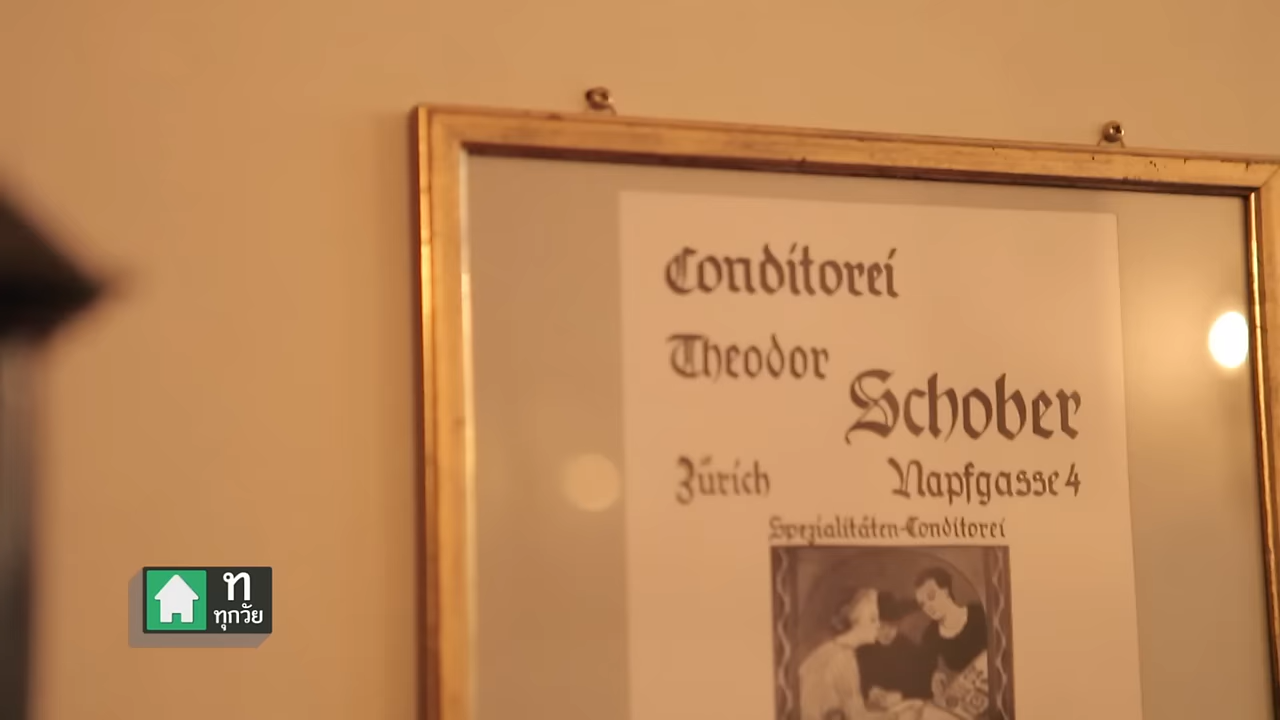 Conditorei
Theodor
Schober
Zürich Napfgasse 4
Spezialitäten-Conditorei
ท
ทุกวัย